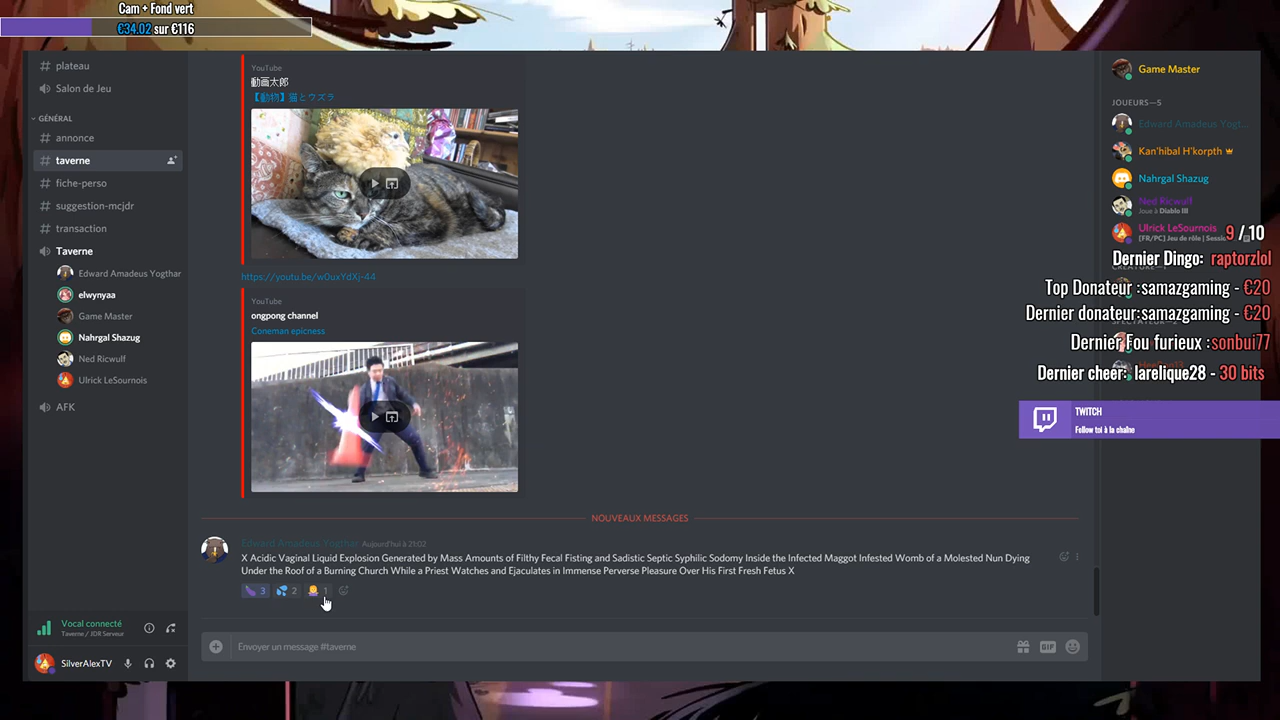 Cam + Fond vert
€34.02 sur €116
# plateau
# Salon de Jeu
GÉNÉRAL
# annonce
# taverne
# fiche-perso
# suggestion-mcjdr
# transaction
Taverne
Edward Amadeus Yogthar
elwynyaa
Game Master
Nahrgal Shazug
Ned Ricwulf
Ulrick LeSournois
AFK
Vocal connecté
Taverne / JDR Serveur
SilverAlexTV
YouTube
動画太郎
【動物】猫とウズラ
https://youtu.be/w0uxYdXj-44
YouTube
ongpong channel
Coneman epicness
NOUVEAUX MESSAGES
Edward Amadeus Yogthar Aujourd'hui à 21:02
X Acidic Vaginal Liquid Explosion Generated by Mass Amounts of Filthy Fecal Fisting and Sadistic Septic Syphilic Sodomy Inside the Infected Maggot Infested Womb of a Molested Nun Dying
Under the Roof of a Burning Church While a Priest Watches and Ejaculates in Immense Perverse Pleasure Over His First Fresh Fetus X
3 2 1
Envoyer un message #taverne
GIF
Game Master
JOUEURS—5
Edward Amadeus Yogt...
Kan'hibal H'korpth
Nahrgal Shazug
Ned Ricwulf
Joue à Diablo III
Ulrick LeSournois
[FR/PC] Jeu de rôle | Sessic
9 / 10
Dernier Dingo: raptorzlol
Top Donateur :samazgaming - €20
Dernier donateur:samazgaming - €20
Dernier Fou furieux :sonbui77
Dernier cheer: larelique28 - 30 bits
TWITCH
Follow toi à la chaîne